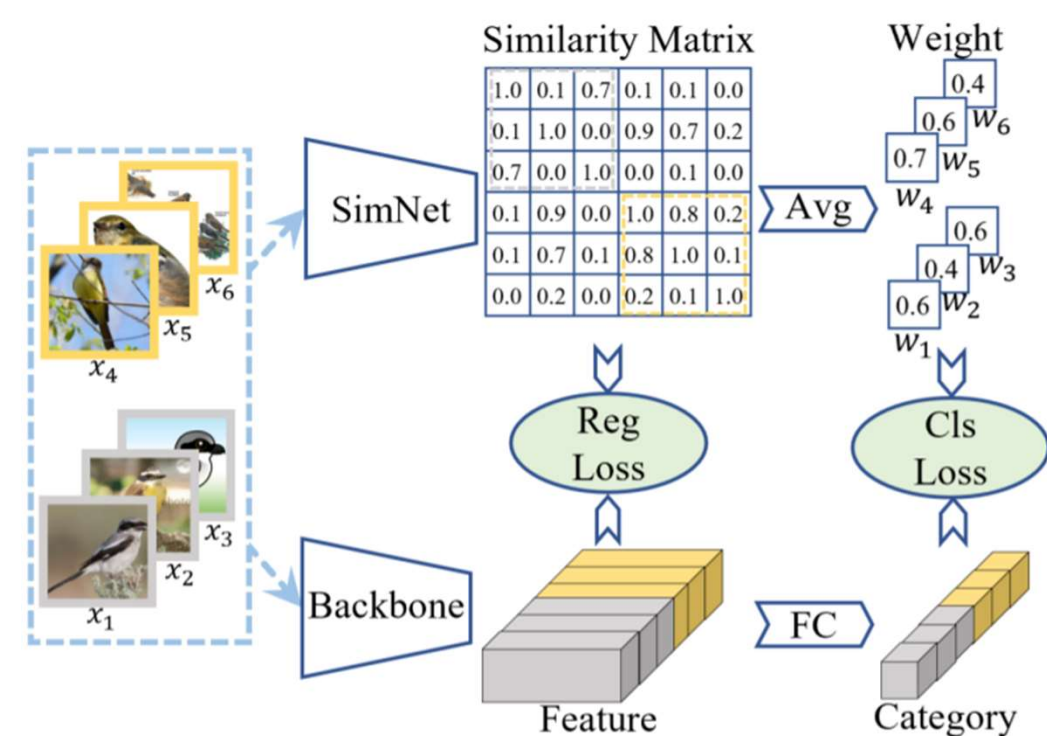 Similarity Matrix
Weight
1.0 0.1 0.7 0.1 0.1 0.0
0.1 1.0 0.0 0.9 0.7 0.2
0.7 0.0 1.0 0.0 0.1 0.0
0.1 0.9 0.0 1.0 0.8 0.2
0.1 0.7 0.1 0.8 1.0 0.1
0.0 0.2 0.0 0.2 0.1 1.0
SimNet
Avg
0.4
w₆
0.6
w₅
0.7
w₄
0.6
w₃
0.4
w₂
0.6
w₁
x₆
x₅
x₄
x₃
x₂
x₁
Reg
Loss
Cls
Loss
Backbone
FC
Feature
Category